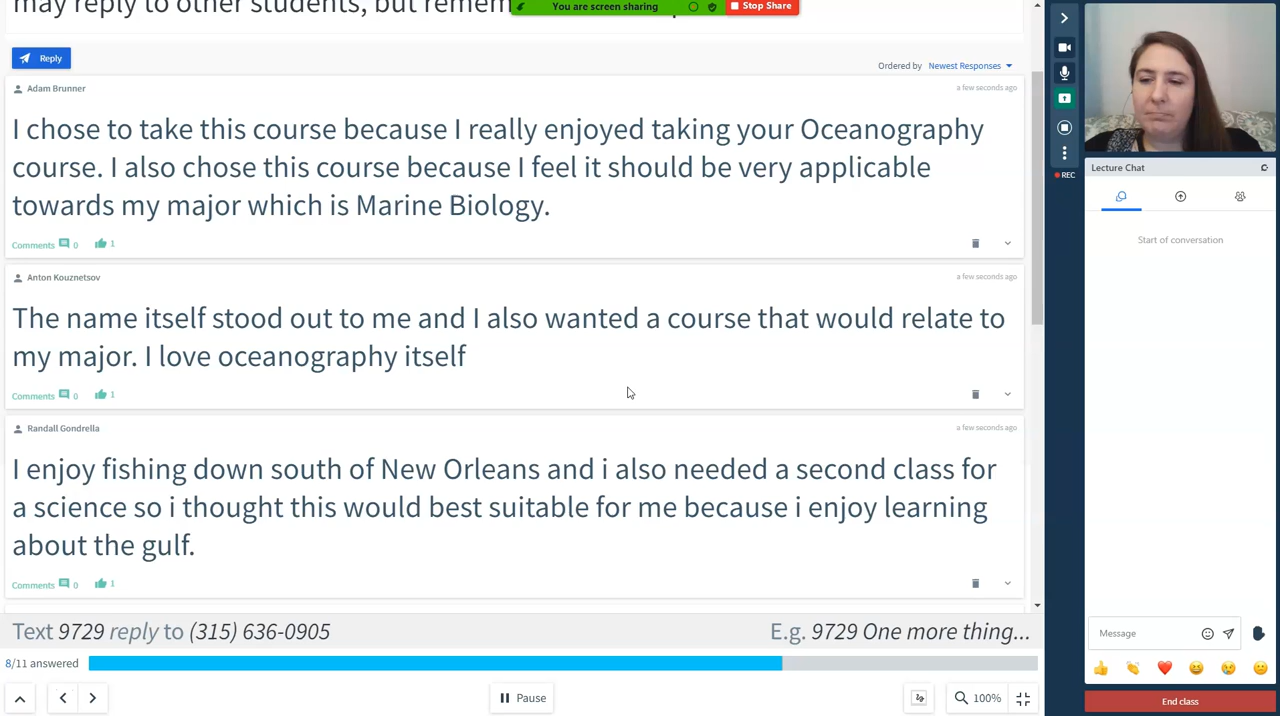 may reply to other students, but remem
You are screen sharing
Stop Share
Reply
Ordered by Newest Responses
Adam Brunner
a few seconds ago
I chose to take this course because I really enjoyed taking your Oceanography
course. I also chose this course because I feel it should be very applicable
towards my major which is Marine Biology.
Comments 0 1
Anton Kouznetsov
a few seconds ago
The name itself stood out to me and I also wanted a course that would relate to
my major. I love oceanography itself
Comments 0 1
Randall Gondrella
a few seconds ago
I enjoy fishing down south of New Orleans and i also needed a second class for
a science so i thought this would best suitable for me because i enjoy learning
about the gulf.
Comments 0 1
Text 9729 reply to (315) 636-0905
E.g. 9729 One more thing...
8/11 answered
Pause
100%
REC
Lecture Chat
Start of conversation
Message
End class